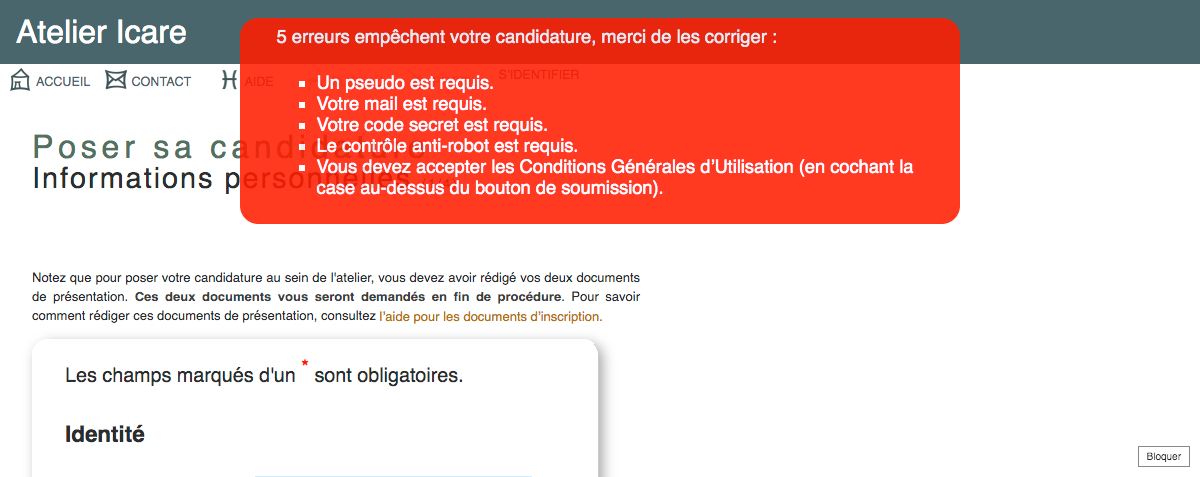 Atelier Icare
5 erreurs empêchent votre candidature, merci de les corriger :
ACCUEIL
CONTACT
AIDE
S'IDENTIFIER
Un pseudo est requis.
Votre mail est requis.
Votre code secret est requis.
Le contrôle anti-robot est requis.
Vous devez accepter les Conditions Générales d’Utilisation (en cochant la
case au-dessus du bouton de soumission).
Poser sa candidature
Informations personnelles
Notez que pour poser votre candidature au sein de l'atelier, vous devez avoir rédigé vos deux documents
de présentation. Ces deux documents vous seront demandés en fin de procédure. Pour savoir
comment rédiger ces documents de présentation, consultez l’aide pour les documents d’inscription.
Les champs marqués d'un * sont obligatoires.
Identité
Bloquer